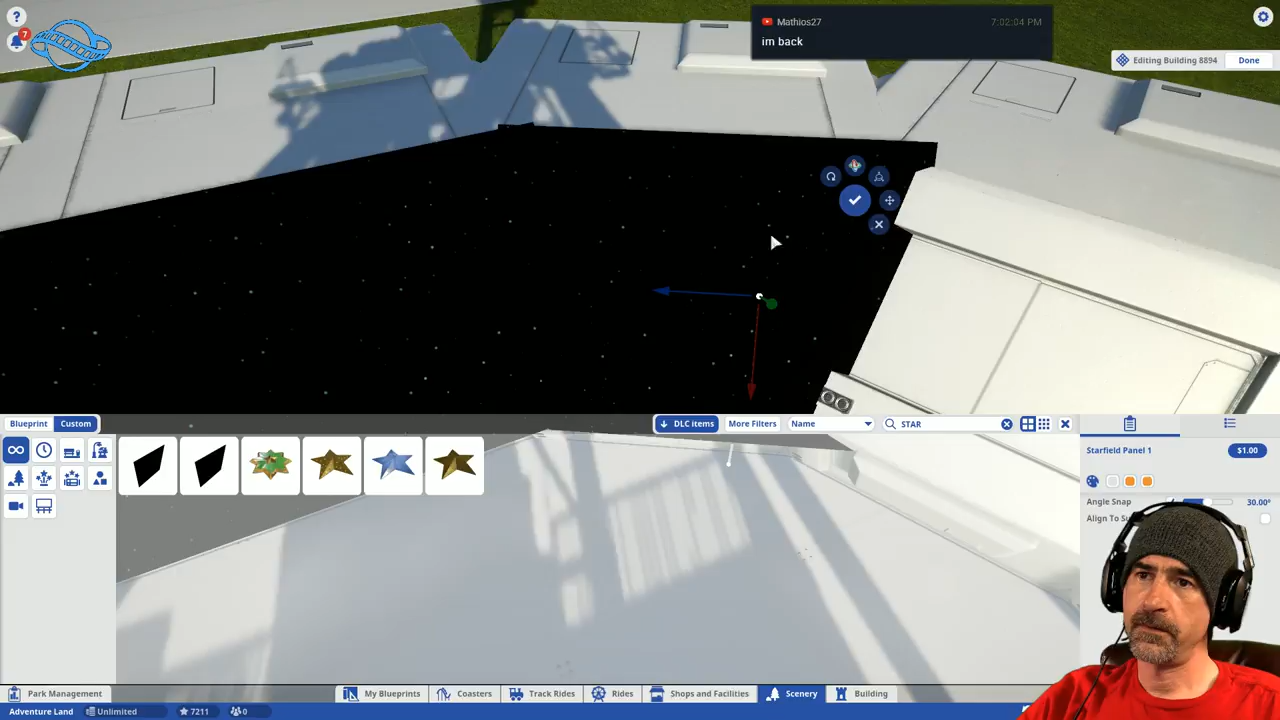 ?
7
Mathios27
7:02:04 PM
im back
Editing Building 8894
Done
Blueprint
Custom
DLC items
More Filters
Name
STAR
Starfield Panel 1
$1.00
Angle Snap
30.00°
Align To Su
Park Management
My Blueprints
Coasters
Track Rides
Rides
Shops and Facilities
Scenery
Building
Adventure Land
Unlimited
7211
0